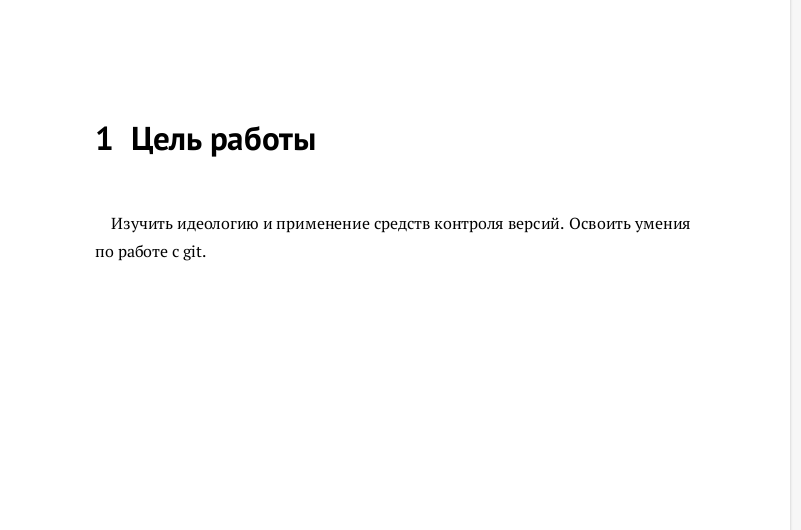 1 Цель работы
Изучить идеологию и применение средств контроля версий. Освоить умения
по работе с git.